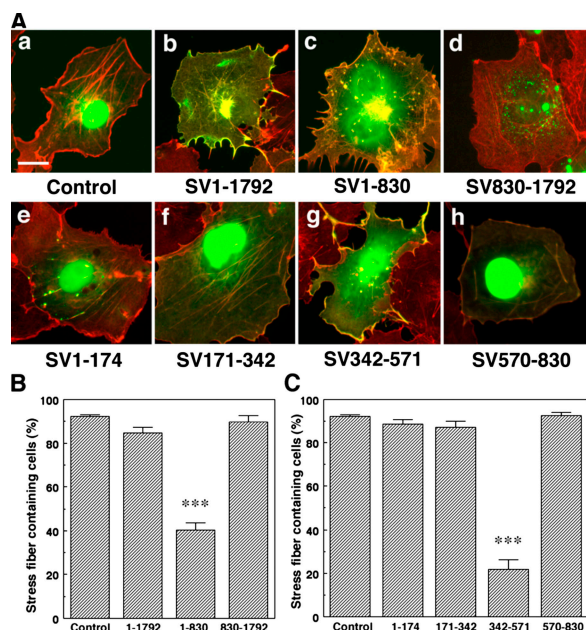 A
a b c d
Control SV1-1792 SV1-830 SV830-1792
e f g h
SV1-174 SV171-342 SV342-571 SV570-830
B
Stress fiber containing cells (%)
100
80
60
40
20
0
***
Control 1-1792 1-830 830-1792
C
Stress fiber containing cells (%)
100
80
60
40
20
0
***
Control 1-174 171-342 342-571 570-830